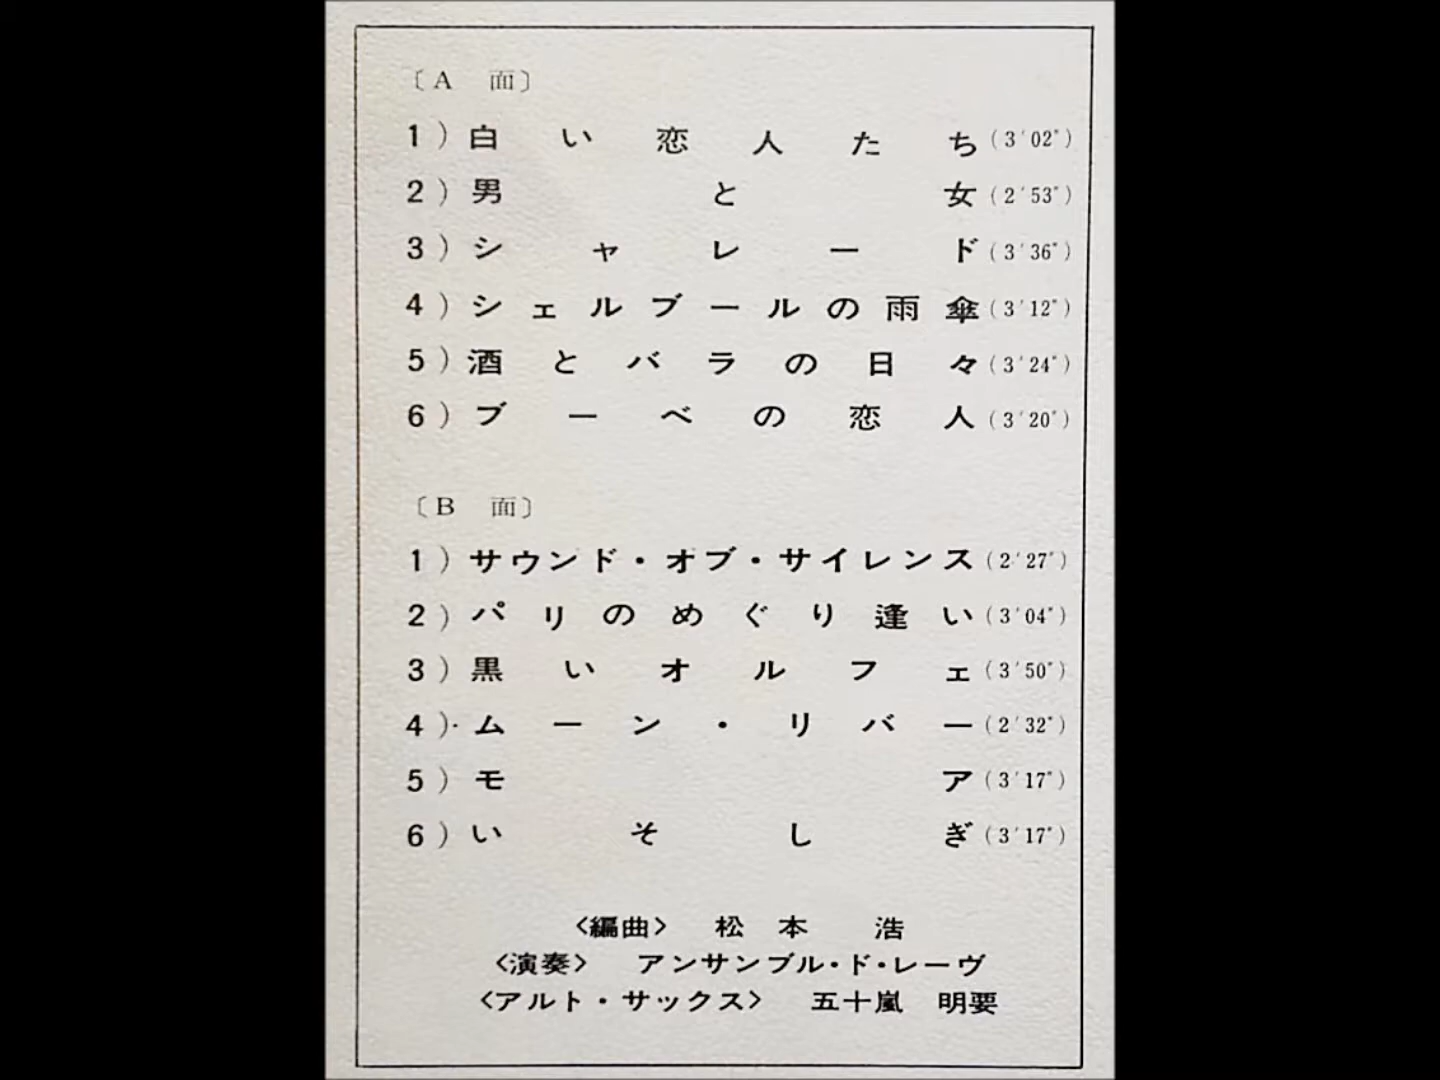 〔A 面〕
1）白い恋人たち（3′02″）
2）男と女（2′53″）
3）シャレード（3′36″）
4）シェルブールの雨傘（3′12″）
5）酒とバラの日々（3′24″）
6）ブーベの恋人（3′20″）
〔B 面〕
1）サウンド・オブ・サイレンス（2′27″）
2）パリのめぐり逢い（3′04″）
3）黒いオルフェ（3′50″）
4）ムーン・リバー（2′32″）
5）モア（3′17″）
6）いそしぎ（3′17″）
〈編曲〉 松本 浩
〈演奏〉 アンサンブル・ド・レーヴ
〈アルト・サックス〉 五十嵐 明要